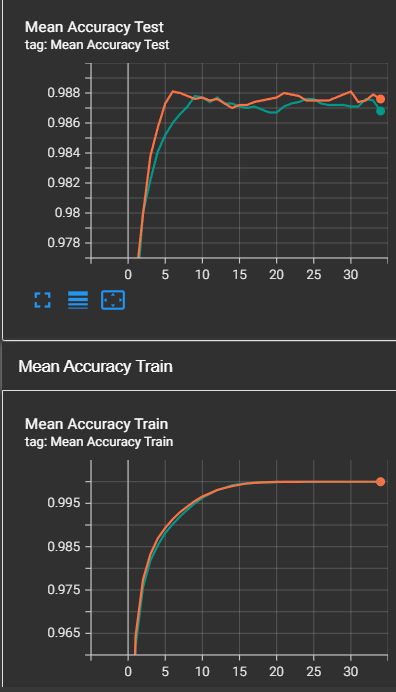 Mean Accuracy Test
tag: Mean Accuracy Test
0.988
0.986
0.984
0.982
0.98
0.978
0 5 10 15 20 25 30
Mean Accuracy Train
Mean Accuracy Train
tag: Mean Accuracy Train
0.995
0.985
0.975
0.965
0 5 10 15 20 25 30